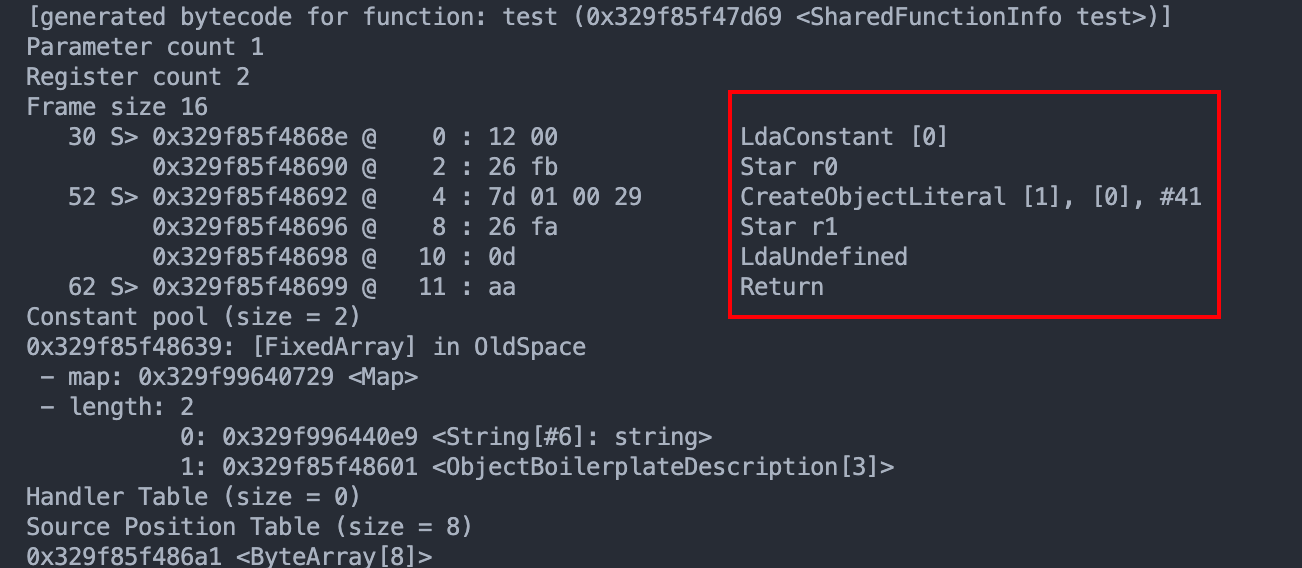 [generated bytecode for function: test (0x329f85f47d69 <SharedFunctionInfo test>)]
Parameter count 1
Register count 2
Frame size 16
30 S> 0x329f85f4868e @ 0 : 12 00 LdaConstant [0]
0x329f85f48690 @ 2 : 26 fb Star r0
52 S> 0x329f85f48692 @ 4 : 7d 01 00 29 CreateObjectLiteral [1], [0], #41
0x329f85f48696 @ 8 : 26 fa Star r1
0x329f85f48698 @ 10 : 0d LdaUndefined
62 S> 0x329f85f48699 @ 11 : aa Return
Constant pool (size = 2)
0x329f85f48639: [FixedArray] in OldSpace
- map: 0x329f99640729 <Map>
- length: 2
0: 0x329f996440e9 <String[#6]: string>
1: 0x329f85f48601 <ObjectBoilerplateDescription[3]>
Handler Table (size = 0)
Source Position Table (size = 8)
0x329f85f486a1 <ByteArray[8]>